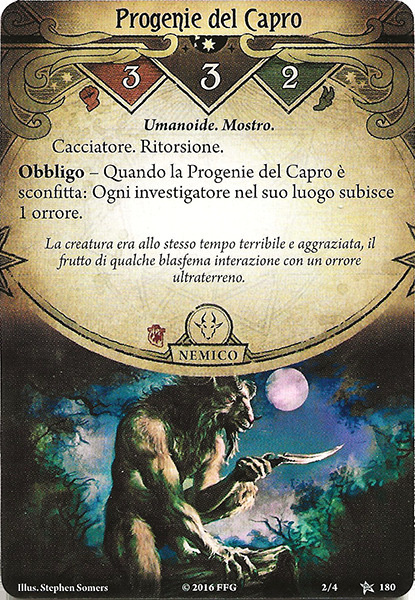 Progenie del Capro
3 3 2
Umanoide. Mostro.
Cacciatore. Ritorsione.
Obbligo – Quando la Progenie del Capro è
sconfitta: Ogni investigatore nel suo luogo subisce
1 orrore.
La creatura era allo stesso tempo terribile e aggraziata, il
frutto di qualche blasfema interazione con un orrore
ultraterreno.
NEMICO
Illus. Stephen Somers © 2016 FFG 2/4 180